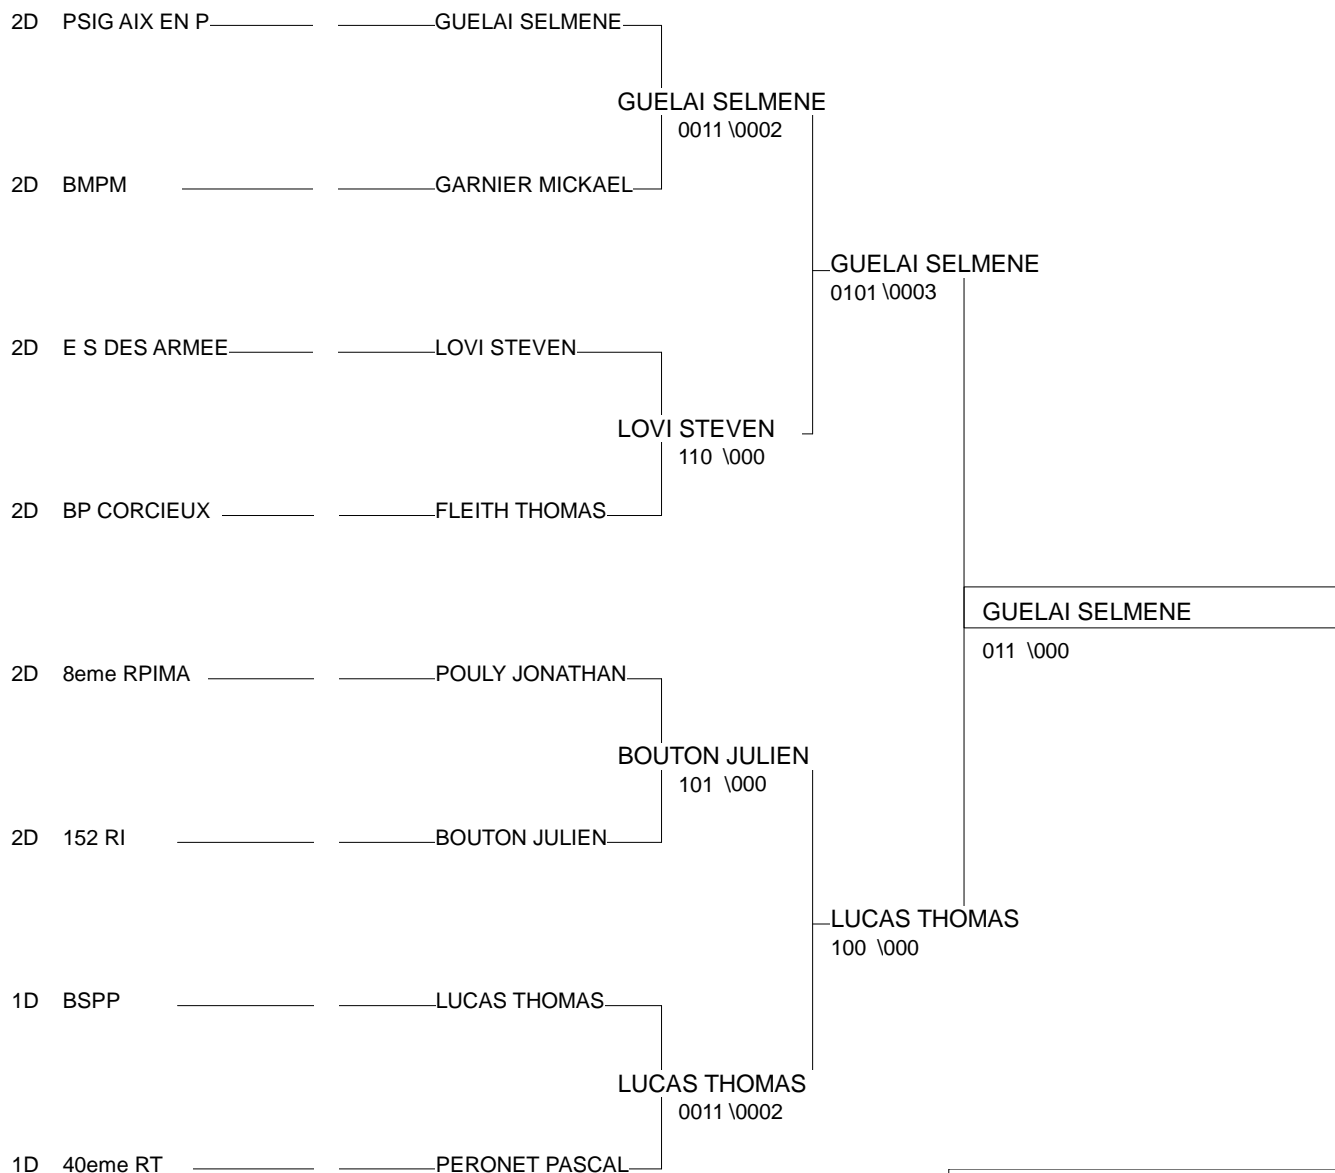 2D PSIG AIX EN P GUELAI SELMENE
GUELAI SELMENE
0011 \0002
2D BMPM GARNIER MICKAEL
GUELAI SELMENE
0101 \0003
2D E S DES ARMEE LOVI STEVEN
LOVI STEVEN
110 \000
2D BP CORCIEUX FLEITH THOMAS
GUELAI SELMENE
011 \000
2D 8eme RPIMA POULY JONATHAN
BOUTON JULIEN
101 \000
2D 152 RI BOUTON JULIEN
LUCAS THOMAS
100 \000
1D BSPP LUCAS THOMAS
LUCAS THOMAS
0011 \0002
1D 40eme RT PERONET PASCAL